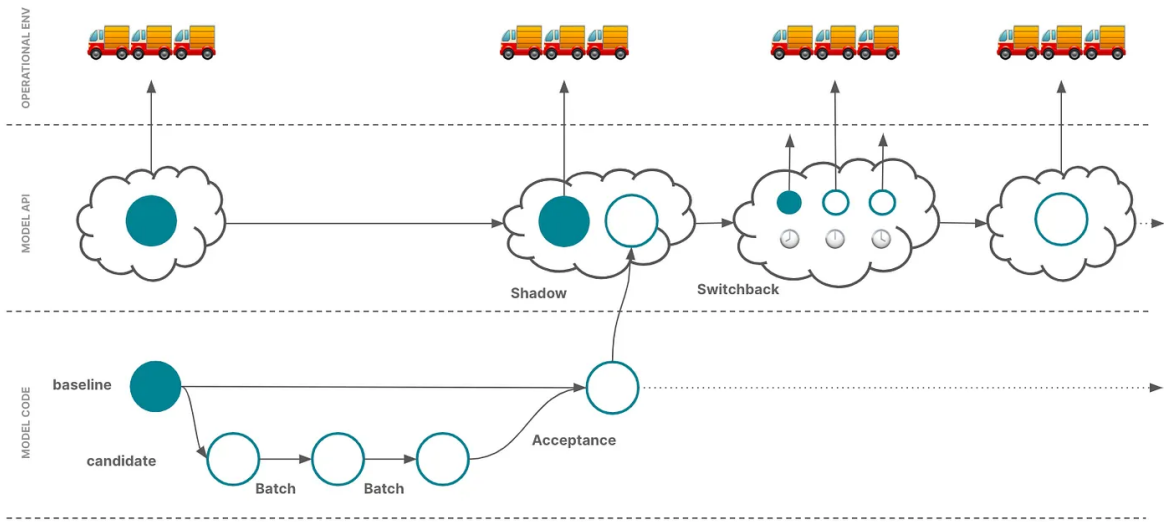 OPERATIONAL ENV
MODEL API
Shadow
Switchback
MODEL CODE
baseline
candidate
Acceptance
Batch
Batch